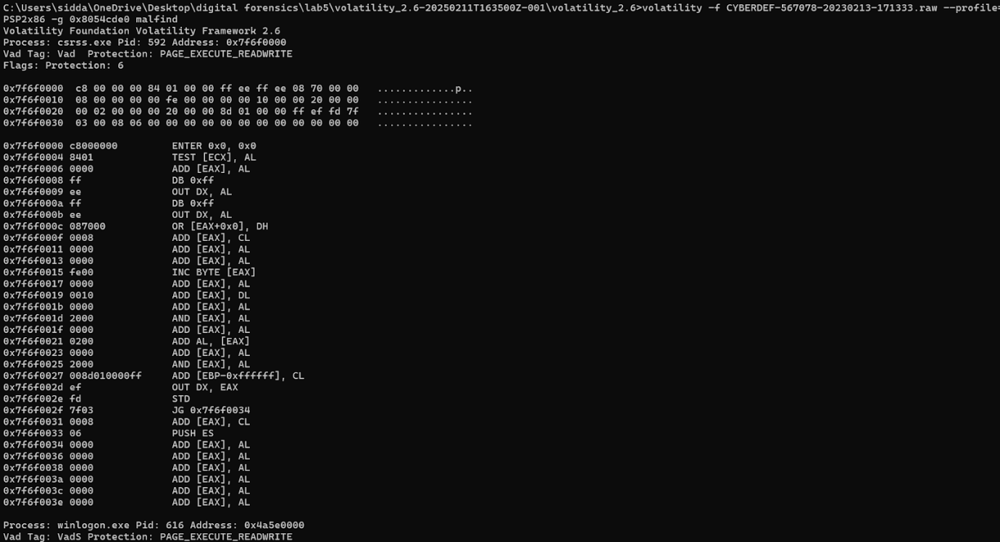 C:\Users\sidda\OneDrive\Desktop\digital forensics\lab5\volatility_2.6-20250211T163500Z-001\volatility_2.6>volatility -f CYBERDEF-567078-20230213-171333.raw --profile=
PSP2x86 -g 0x8054cde0 malfind
Volatility Foundation Volatility Framework 2.6
Process: csrss.exe Pid: 592 Address: 0x7f6f0000
Vad Tag: Vad  Protection: PAGE_EXECUTE_READWRITE
Flags: Protection: 6
0x7f6f0000  c8 00 00 00 84 01 00 00 ff ee ff ee 08 70 00 00   .............p..
0x7f6f0010  08 00 00 00 00 fe 00 00 00 00 10 00 00 20 00 00   ................
0x7f6f0020  00 02 00 00 00 20 00 00 8d 01 00 00 ff ef fd 7f   ................
0x7f6f0030  03 00 08 06 00 00 00 00 00 00 00 00 00 00 00 00   ................
0x7f6f0000 c8000000         ENTER 0x0, 0x0
0x7f6f0004 8401             TEST [ECX], AL
0x7f6f0006 0000             ADD [EAX], AL
0x7f6f0008 ff               DB 0xff
0x7f6f0009 ee               OUT DX, AL
0x7f6f000a ff               DB 0xff
0x7f6f000b ee               OUT DX, AL
0x7f6f000c 087000           OR [EAX+0x0], DH
0x7f6f000f 0008             ADD [EAX], CL
0x7f6f0011 0000             ADD [EAX], AL
0x7f6f0013 0000             ADD [EAX], AL
0x7f6f0015 fe00             INC BYTE [EAX]
0x7f6f0017 0000             ADD [EAX], AL
0x7f6f0019 0010             ADD [EAX], DL
0x7f6f001b 0000             ADD [EAX], AL
0x7f6f001d 2000             AND [EAX], AL
0x7f6f001f 0000             ADD [EAX], AL
0x7f6f0021 0200             ADD AL, [EAX]
0x7f6f0023 0000             ADD [EAX], AL
0x7f6f0025 2000             AND [EAX], AL
0x7f6f0027 008d010000ff     ADD [EBP-0xffffff], CL
0x7f6f002d ef               OUT DX, EAX
0x7f6f002e fd               STD
0x7f6f002f 7f03             JG 0x7f6f0034
0x7f6f0031 0008             ADD [EAX], CL
0x7f6f0033 06               PUSH ES
0x7f6f0034 0000             ADD [EAX], AL
0x7f6f0036 0000             ADD [EAX], AL
0x7f6f0038 0000             ADD [EAX], AL
0x7f6f003a 0000             ADD [EAX], AL
0x7f6f003c 0000             ADD [EAX], AL
0x7f6f003e 0000             ADD [EAX], AL
Process: winlogon.exe Pid: 616 Address: 0x4a5e0000
Vad Tag: VadS Protection: PAGE_EXECUTE_READWRITE